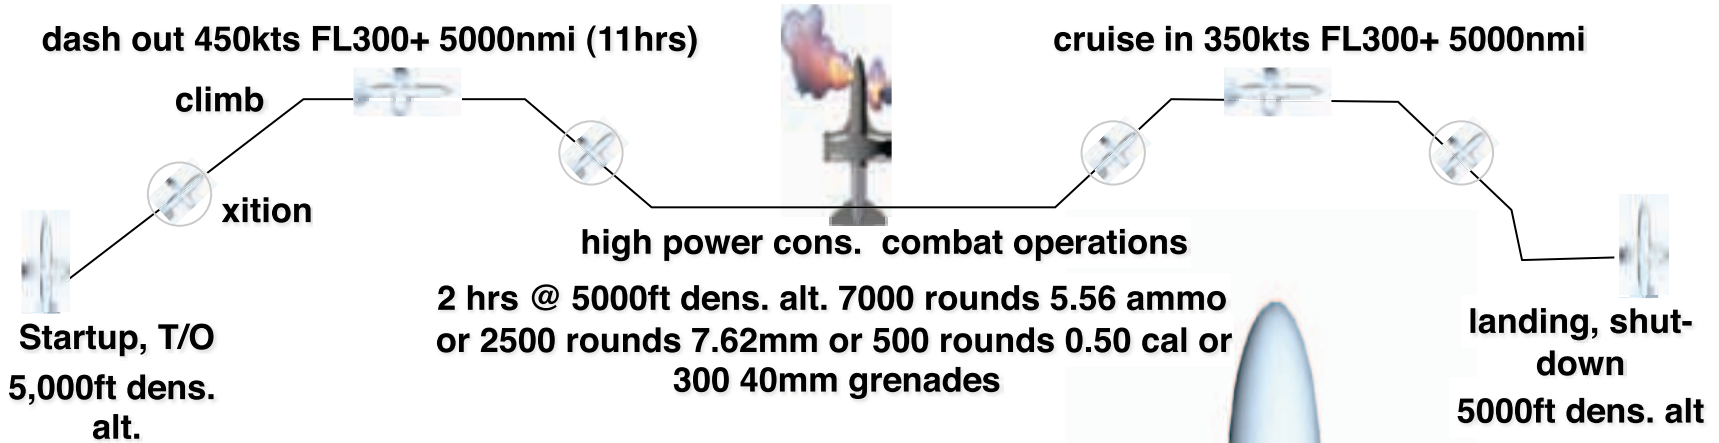 dash out 450kts FL300+ 5000nmi (11hrs)
cruise in 350kts FL300+ 5000nmi
climb
xition
high power cons.  combat operations
2 hrs @ 5000ft dens. alt. 7000 rounds 5.56 ammo
or 2500 rounds 7.62mm or 500 rounds 0.50 cal or
300 40mm grenades
Startup, T/O
5,000ft dens.
alt.
landing, shut-
down
5000ft dens. alt